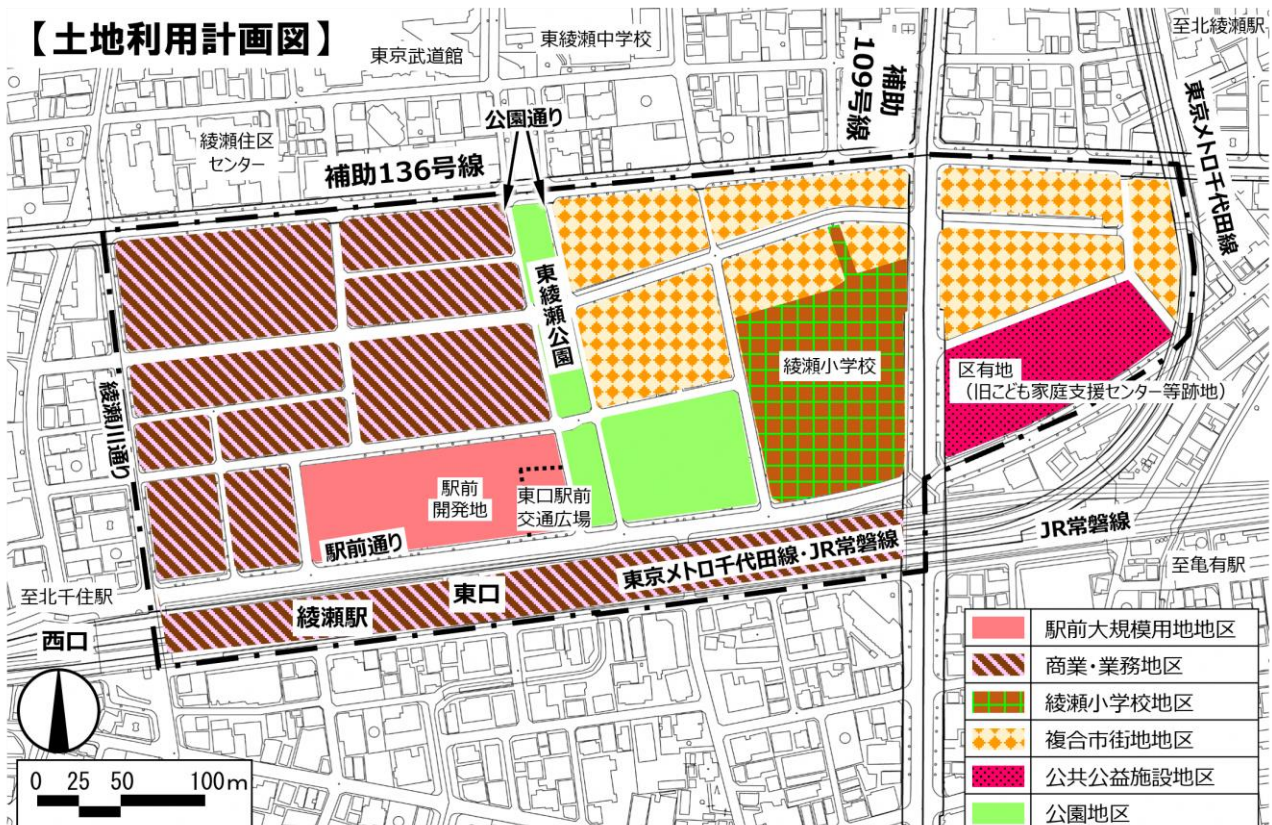 【土地利用計画図】
東京武道館
東綾瀬中学校
補助
109号線
至北綾瀬駅
東京メトロ千代田線
公園通り
綾瀬住区
センター
補助136号線
東綾瀬公園
綾瀬小学校
区有地
（旧こども家庭支援センター等跡地）
綾瀬川通り
駅前
開発地
東口駅前
交通広場
駅前通り
東京メトロ千代田線・JR常磐線
JR常磐線
至亀有駅
至北千住駅
東口
綾瀬駅
西口
0 25 50 100m
駅前大規模用地地区
商業・業務地区
綾瀬小学校地区
複合市街地地区
公共公益施設地区
公園地区